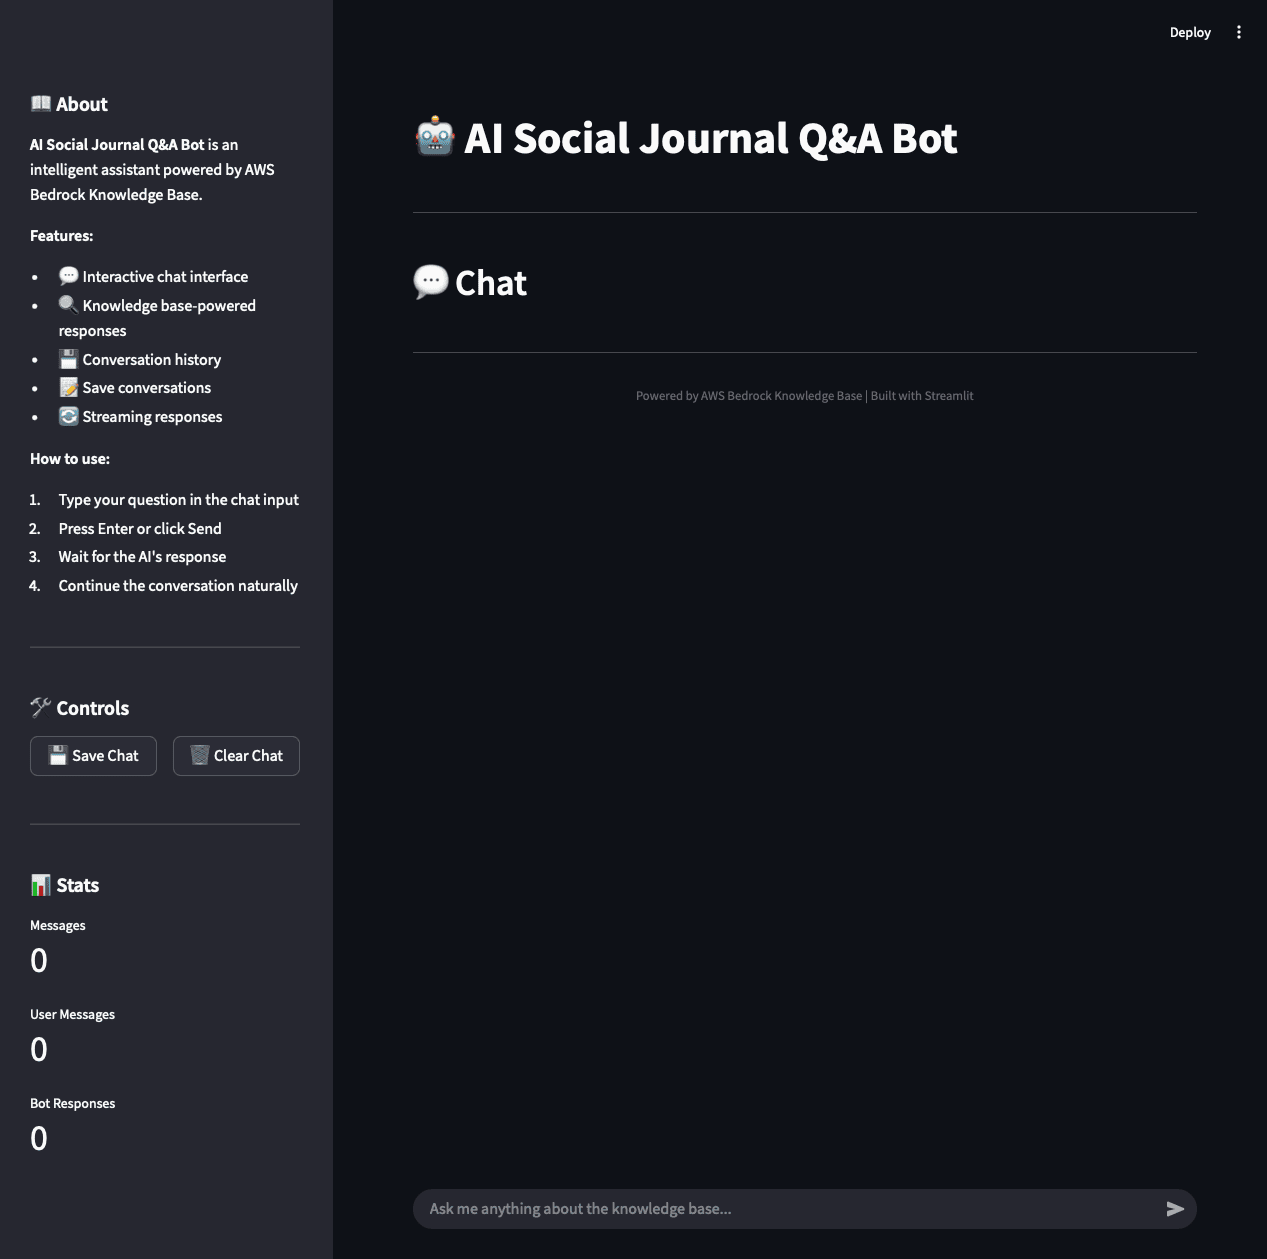 Deploy
📖 About
AI Social Journal Q&A Bot is an
intelligent assistant powered by AWS
Bedrock Knowledge Base.
Features:
• 💬 Interactive chat interface
• 🔍 Knowledge base-powered
responses
• 💾 Conversation history
• 📝 Save conversations
• 🔄 Streaming responses
How to use:
1. Type your question in the chat input
2. Press Enter or click Send
3. Wait for the AI's response
4. Continue the conversation naturally
🛠️ Controls
💾 Save Chat
🗑️ Clear Chat
📊 Stats
Messages
0
User Messages
0
Bot Responses
0
🤖 AI Social Journal Q&A Bot
💬 Chat
Powered by AWS Bedrock Knowledge Base | Built with Streamlit
Ask me anything about the knowledge base...